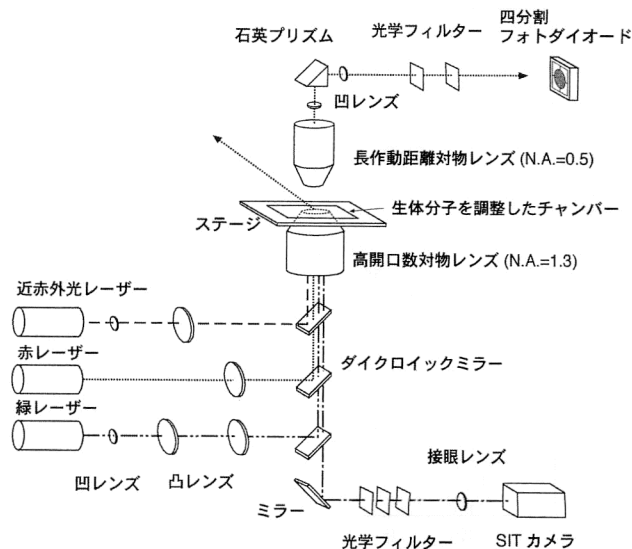 石英プリズム
光学フィルター
四分割
フォトダイオード
凹レンズ
長作動距離対物レンズ (N.A.=0.5)
生体分子を調整したチャンバー
ステージ
高開口数対物レンズ (N.A.=1.3)
近赤外光レーザー
赤レーザー
ダイクロイックミラー
緑レーザー
凹レンズ
凸レンズ
接眼レンズ
ミラー
光学フィルター
SIT カメラ